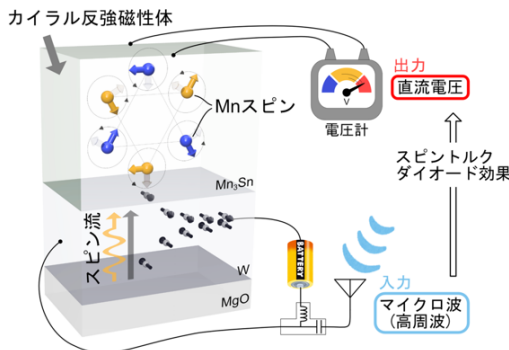 カイラル反強磁性体
Mnスピン
Mn₃Sn
スピン流
W
MgO
V
電圧計
出力
直流電圧
スピントルク
ダイオード効果
BATTERY
入力
マイクロ波
(高周波)